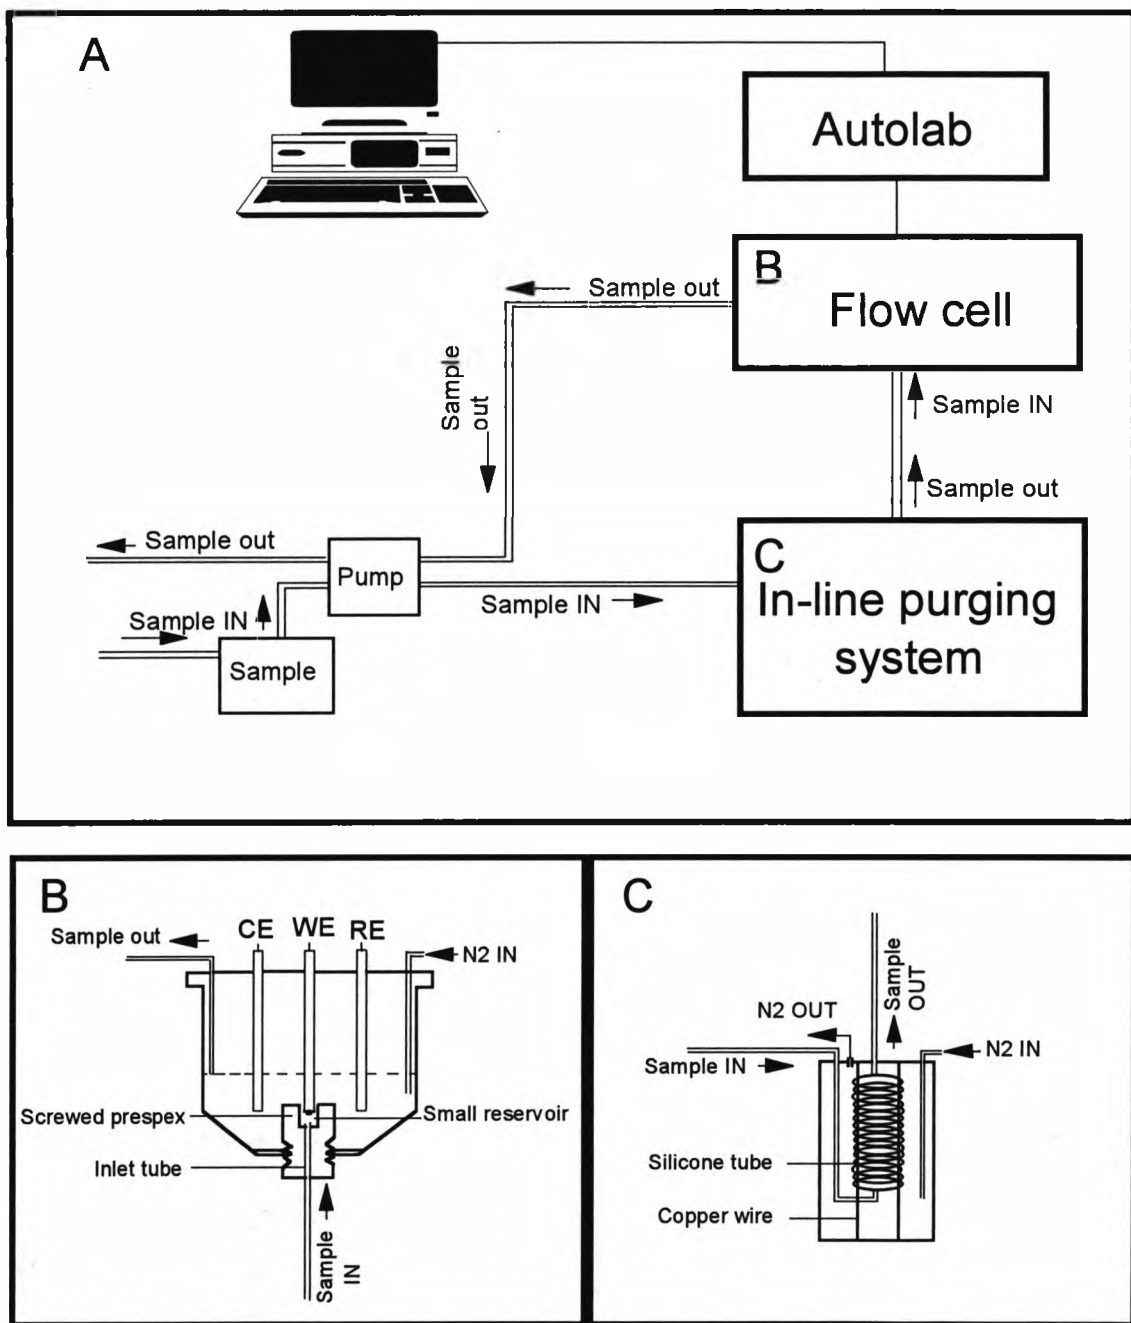 A
Autolab
B
Flow cell
Sample out
Sample
out
Sample IN
Sample out
C
In-line purging
system
Sample out
Pump
Sample IN
Sample IN
Sample
B
Sample out
CE
WE
RE
N2 IN
Screwed prespex
Small reservoir
Inlet tube
Sample
IN
C
Sample
OUT
N2 OUT
Sample IN
N2 IN
Silicone tube
Copper wire